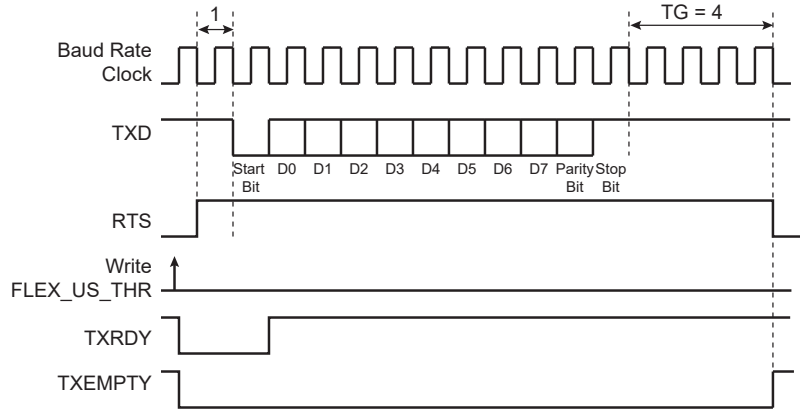 1
TG = 4
Baud Rate
Clock
TXD
Start
Bit
D0
D1
D2
D3
D4
D5
D6
D7
Parity
Bit
Stop
Bit
RTS
Write
FLEX_US_THR
TXRDY
TXEMPTY